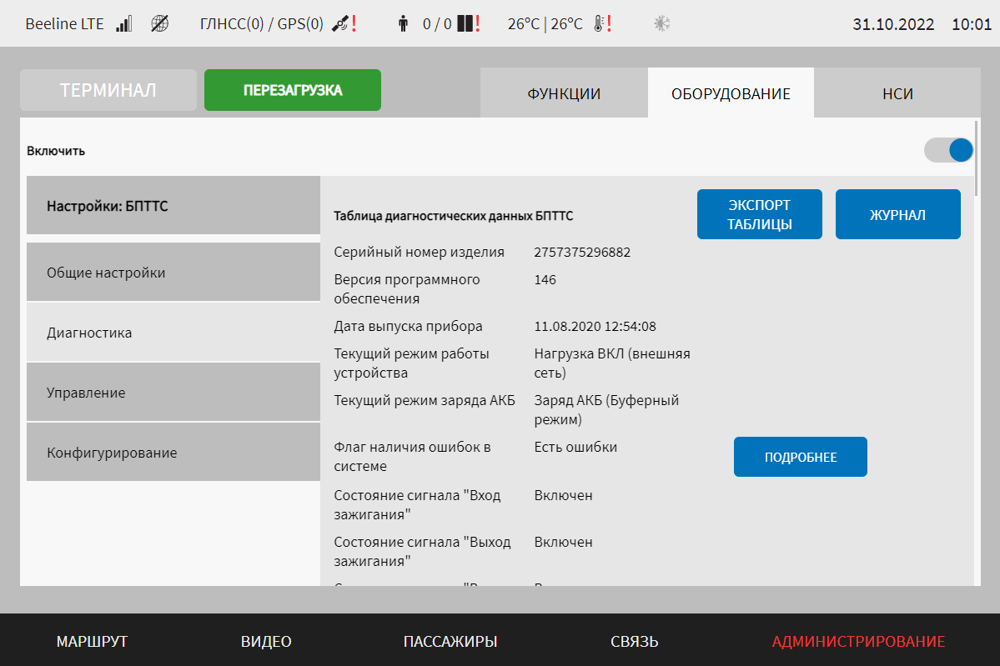 Beeline LTE ГЛНСС(0) / GPS(0) ! 0 / 0 ! 26°C | 26°C ! 31.10.2022 10:01
ТЕРМИНАЛ
ПЕРЕЗАГРУЗКА
ФУНКЦИИ
ОБОРУДОВАНИЕ
НСИ
Включить
Настройки: БПТТС
Общие настройки
Диагностика
Управление
Конфигурирование
Таблица диагностических данных БПТТС
ЭКСПОРТ
ТАБЛИЦЫ
ЖУРНАЛ
Серийный номер изделия 2757375296882
Версия программного 146
обеспечения
Дата выпуска прибора 11.08.2020 12:54:08
Текущий режим работы Нагрузка ВКЛ (внешняя
устройства сеть)
Текущий режим заряда АКБ Заряд АКБ (Буферный
режим)
Флаг наличия ошибок в Есть ошибки
системе
ПОДРОБНЕЕ
Состояние сигнала "Вход Включен
зажигания"
Состояние сигнала "Выход Включен
зажигания"
МАРШРУТ
ВИДЕО
ПАССАЖИРЫ
СВЯЗЬ
АДМИНИСТРИРОВАНИЕ